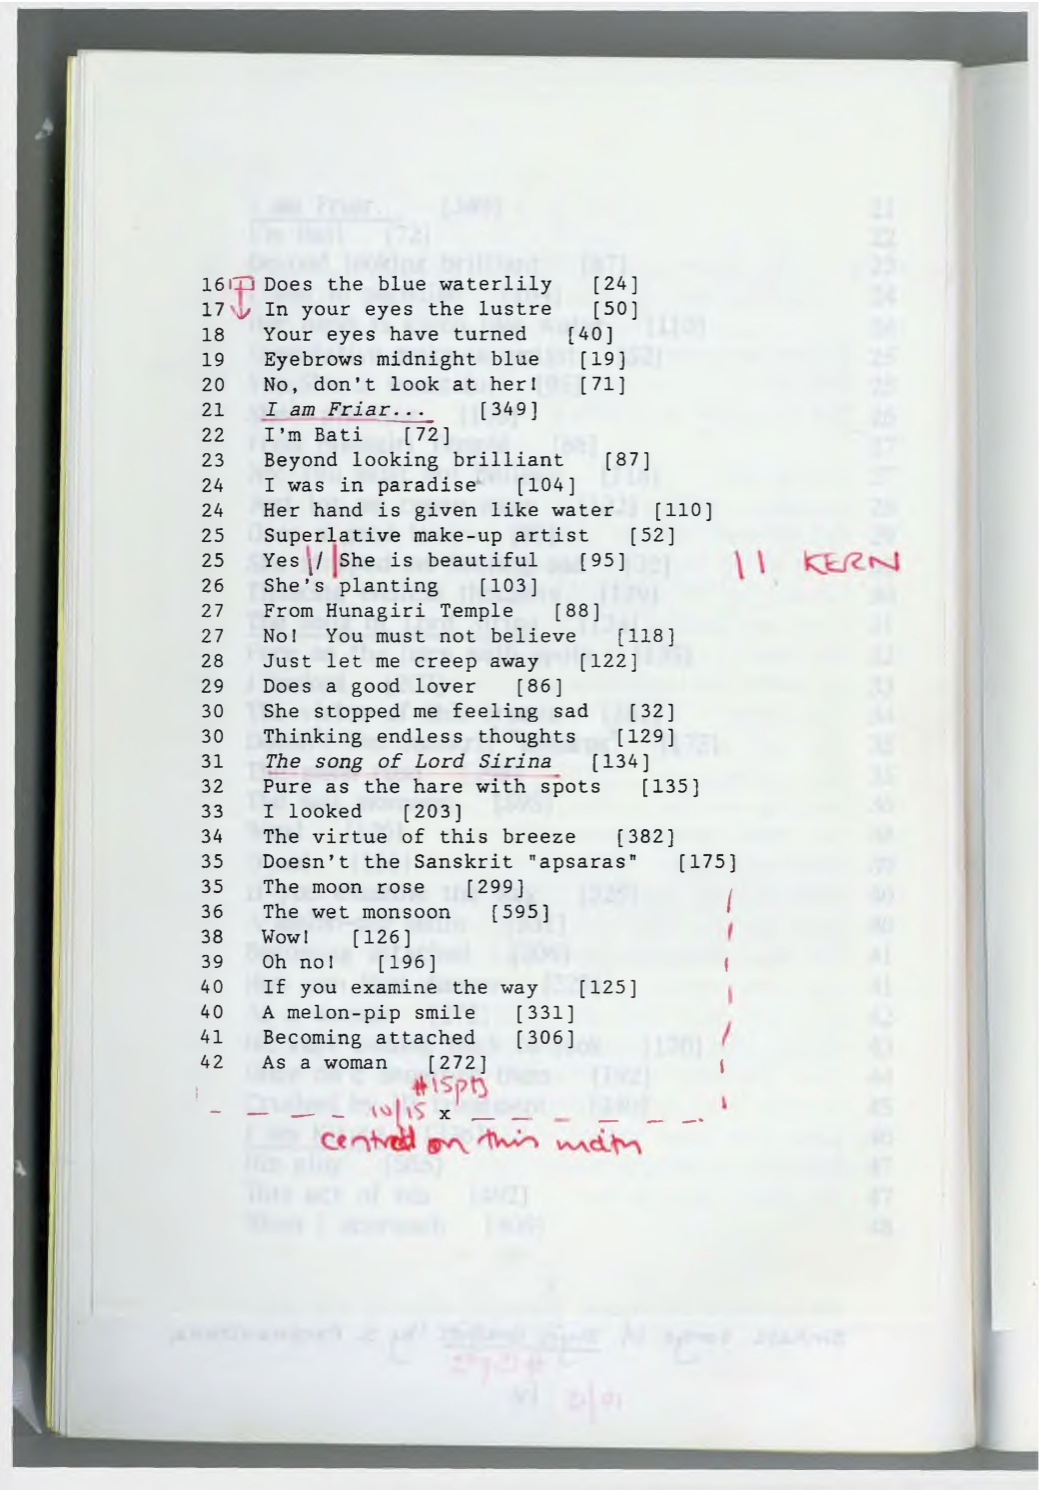 16 Does the blue waterlily [24]
17 In your eyes the lustre [50]
18 Your eyes have turned [40]
19 Eyebrows midnight blue [19]
20 No, don't look at her! [71]
21 I am Friar... [349]
22 I'm Bati [72]
23 Beyond looking brilliant [87]
24 I was in paradise [104]
24 Her hand is given like water [110]
25 Superlative make-up artist [52]
25 Yes / She is beautiful [95] || KERN
26 She's planting [103]
27 From Hunagiri Temple [88]
27 No! You must not believe [118]
28 Just let me creep away [122]
29 Does a good lover [86]
30 She stopped me feeling sad [32]
30 Thinking endless thoughts [129]
31 The song of Lord Sirina [134]
32 Pure as the hare with spots [135]
33 I looked [203]
34 The virtue of this breeze [382]
35 Doesn't the Sanskrit "apsaras" [175]
35 The moon rose [299]
36 The wet monsoon [595]
38 Wow! [126]
39 Oh no! [196]
40 If you examine the way [125]
40 A melon-pip smile [331]
41 Becoming attached [306]
42 As a woman [272]
#15pts
10/15 x
centred on this width